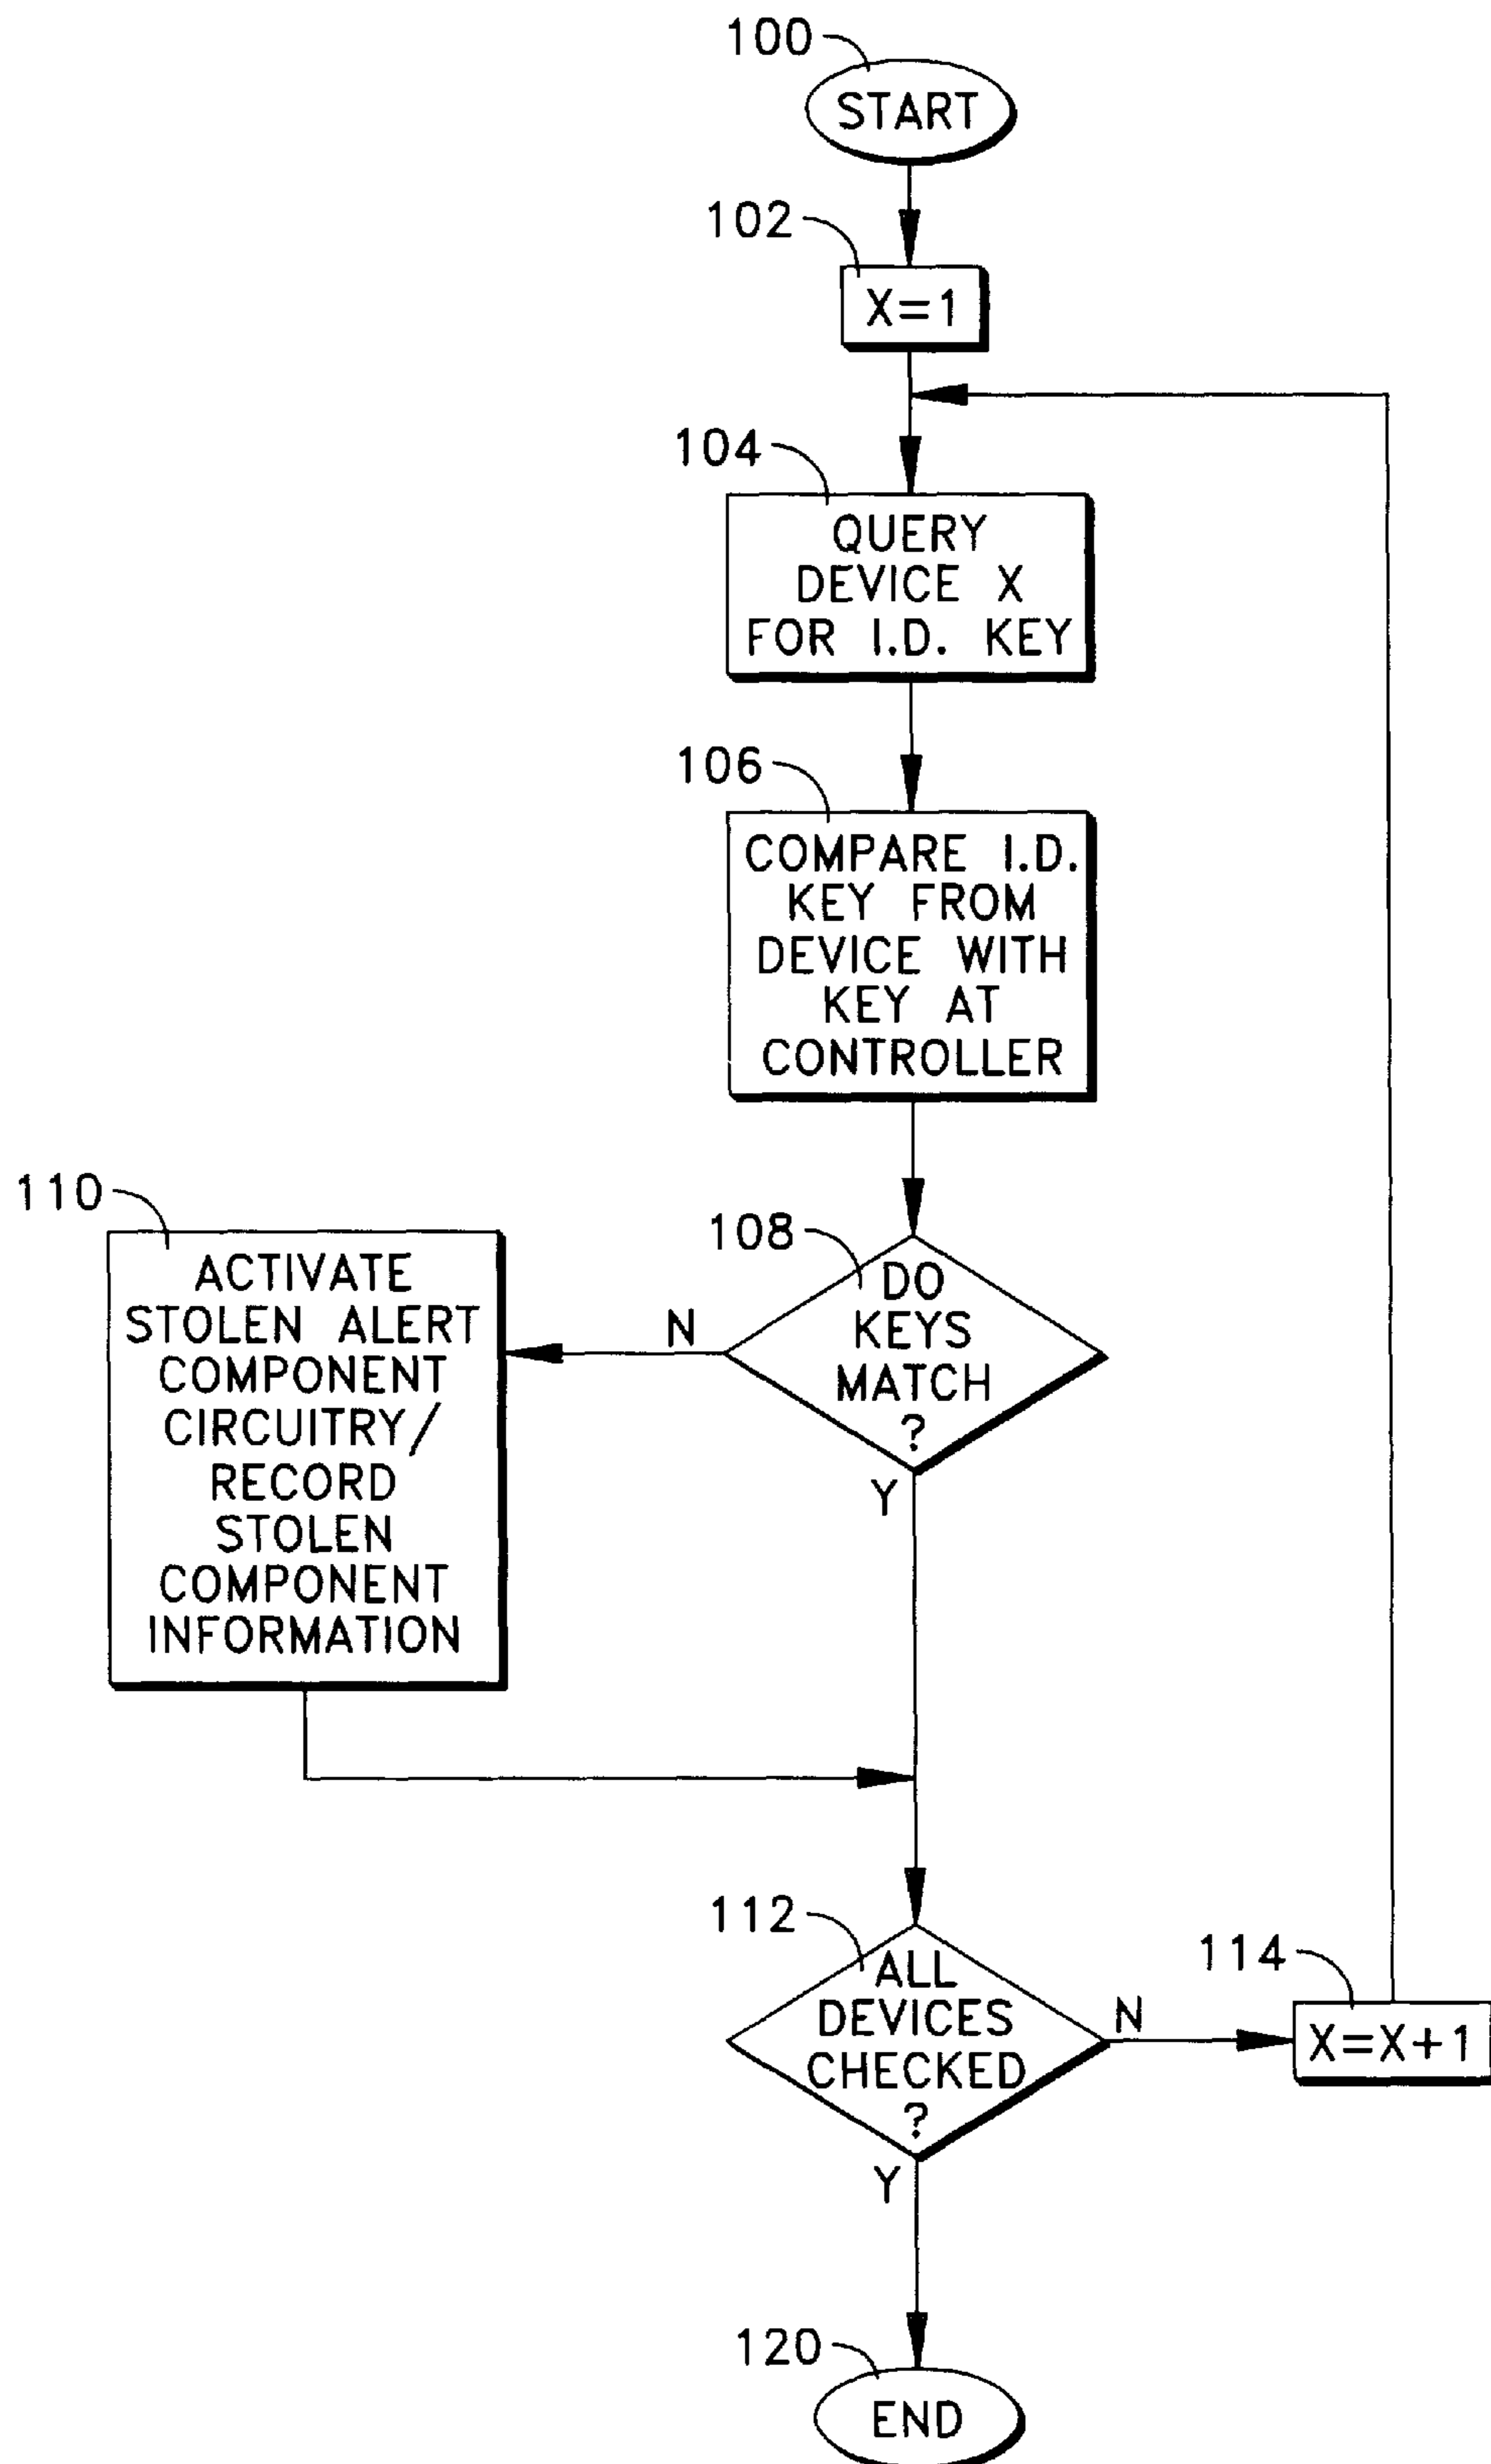 100
START
102
X=1
104
QUERY
DEVICE X
FOR I.D. KEY
106
COMPARE I.D.
KEY FROM
DEVICE WITH
KEY AT
CONTROLLER
108
DO
KEYS
MATCH
?
N
Y
110
ACTIVATE
STOLEN ALERT
COMPONENT
CIRCUITRY/
RECORD
STOLEN
COMPONENT
INFORMATION
112
ALL
DEVICES
CHECKED
?
N
Y
114
X=X+1
120
END